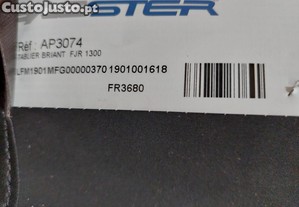 CustoJusto.pt
STER
Réf : AP3074
TABLIER BRIANT FJR 1300
LFM1901MFG00000370 1901001618
FR3680